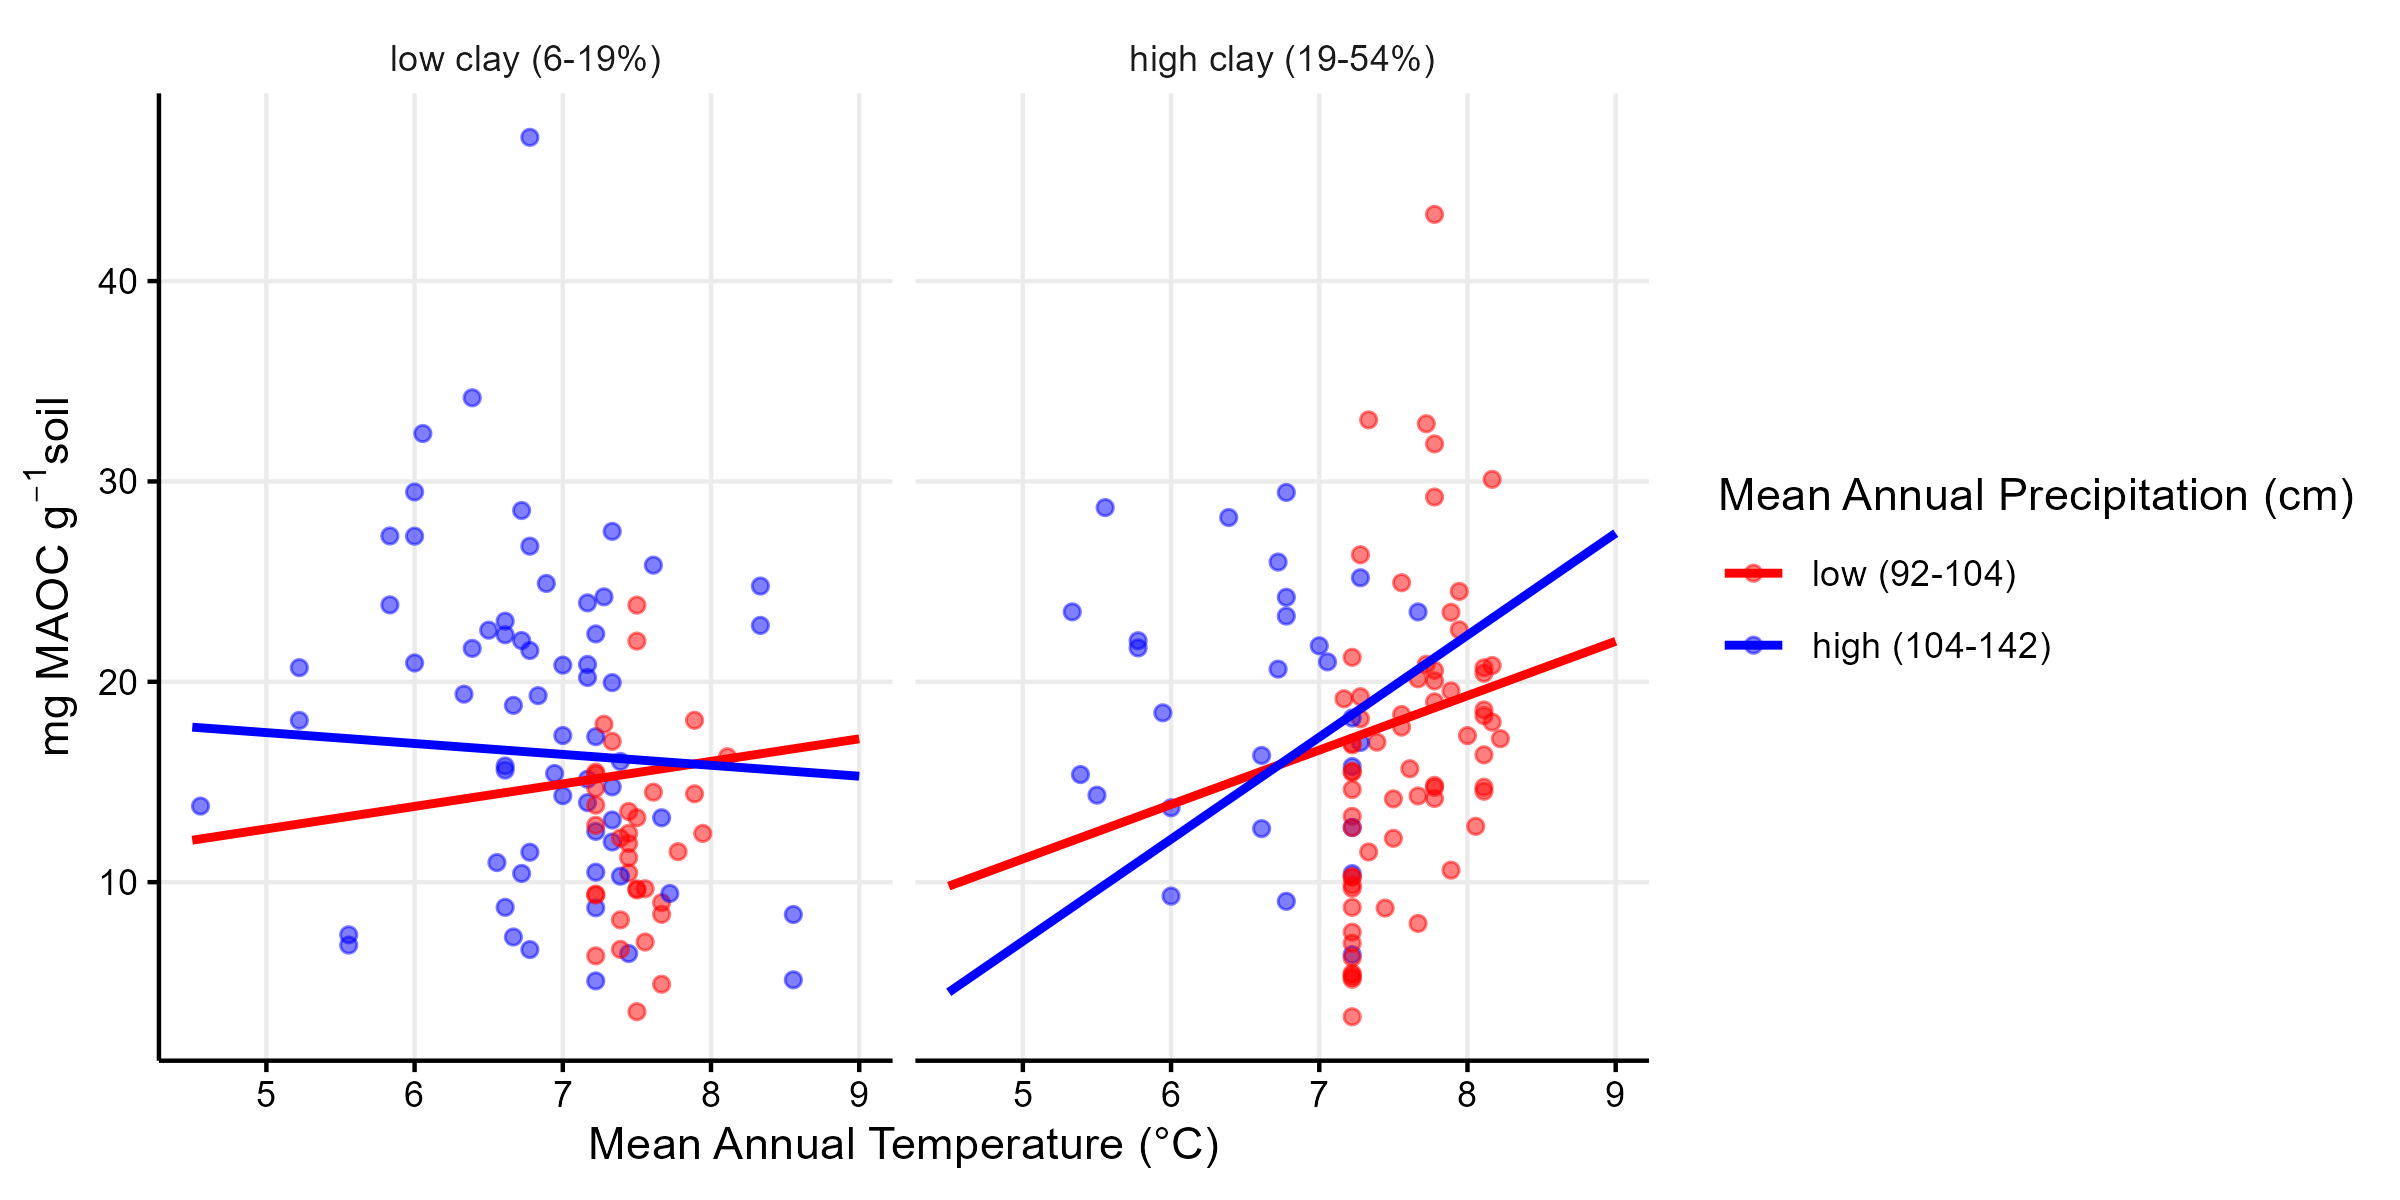 low clay (6-19%)
high clay (19-54%)
mg MAOC g⁻¹soil
40
30
20
10
5 6 7 8 9
5 6 7 8 9
Mean Annual Temperature (°C)
Mean Annual Precipitation (cm)
low (92-104)
high (104-142)